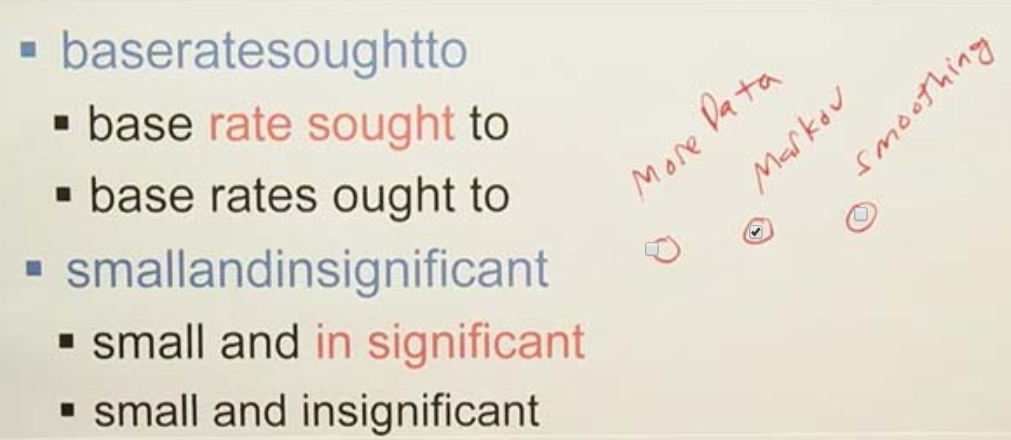 baseratesoughtto
base rate sought to
base rates ought to
smallandinsignificant
small and in significant
small and insignificant
More Data
Markov
Smoothing